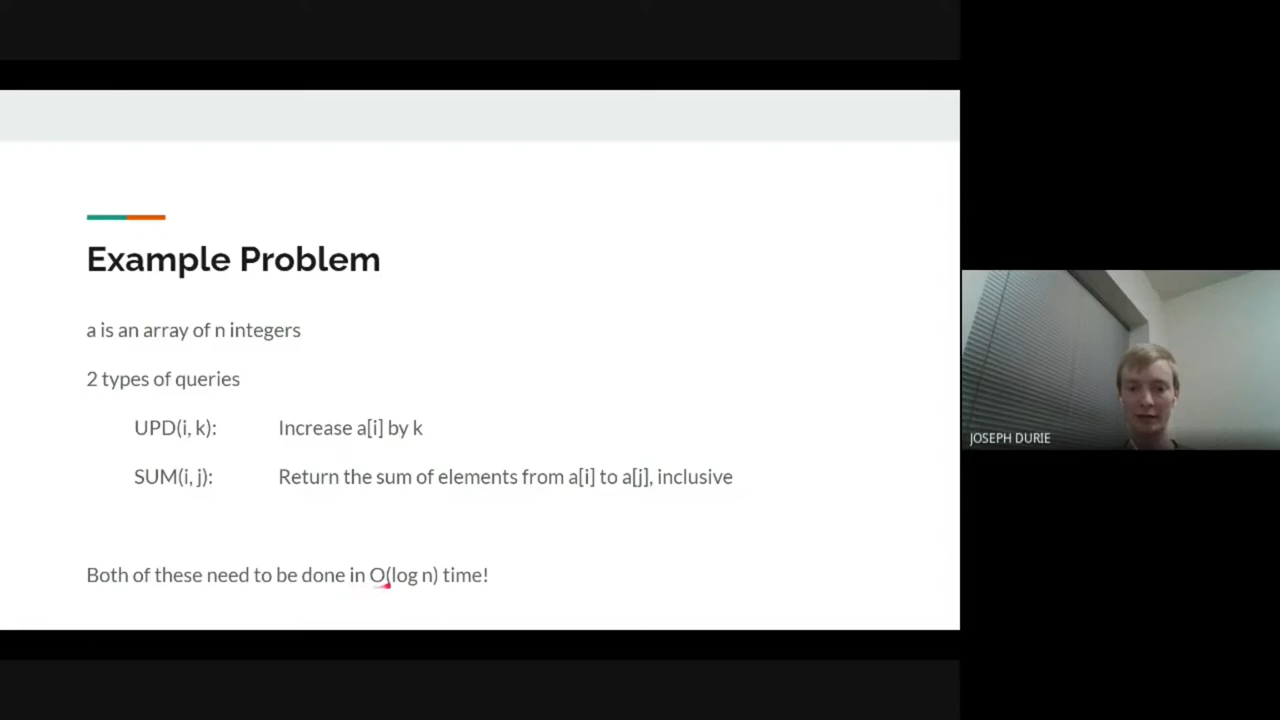 Example Problem
a is an array of n integers
2 types of queries
UPD(i, k): Increase a[i] by k
SUM(i, j): Return the sum of elements from a[i] to a[j], inclusive
Both of these need to be done in O(log n) time!
JOSEPH DURIE